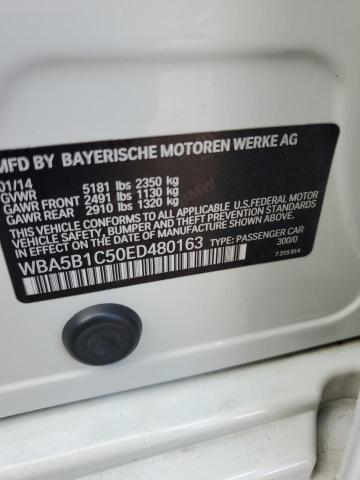 MFD BY BAYERISCHE MOTOREN WERKE AG
01/14
GVWR 5181 lbs 2350 kg
GAWR FRONT 2491 lbs 1130 kg
GAWR REAR 2910 lbs 1320 kg
THIS VEHICLE CONFORMS TO ALL APPLICABLE U.S. FEDERAL MOTOR
VEHICLE SAFETY, BUMPER, AND THEFT PREVENTION STANDARDS
IN EFFECT ON THE DATE OF MANUFACTURE SHOWN ABOVE.
WBA5B1C50ED480163 TYPE: PASSENGER CAR
300/0
7 315 814